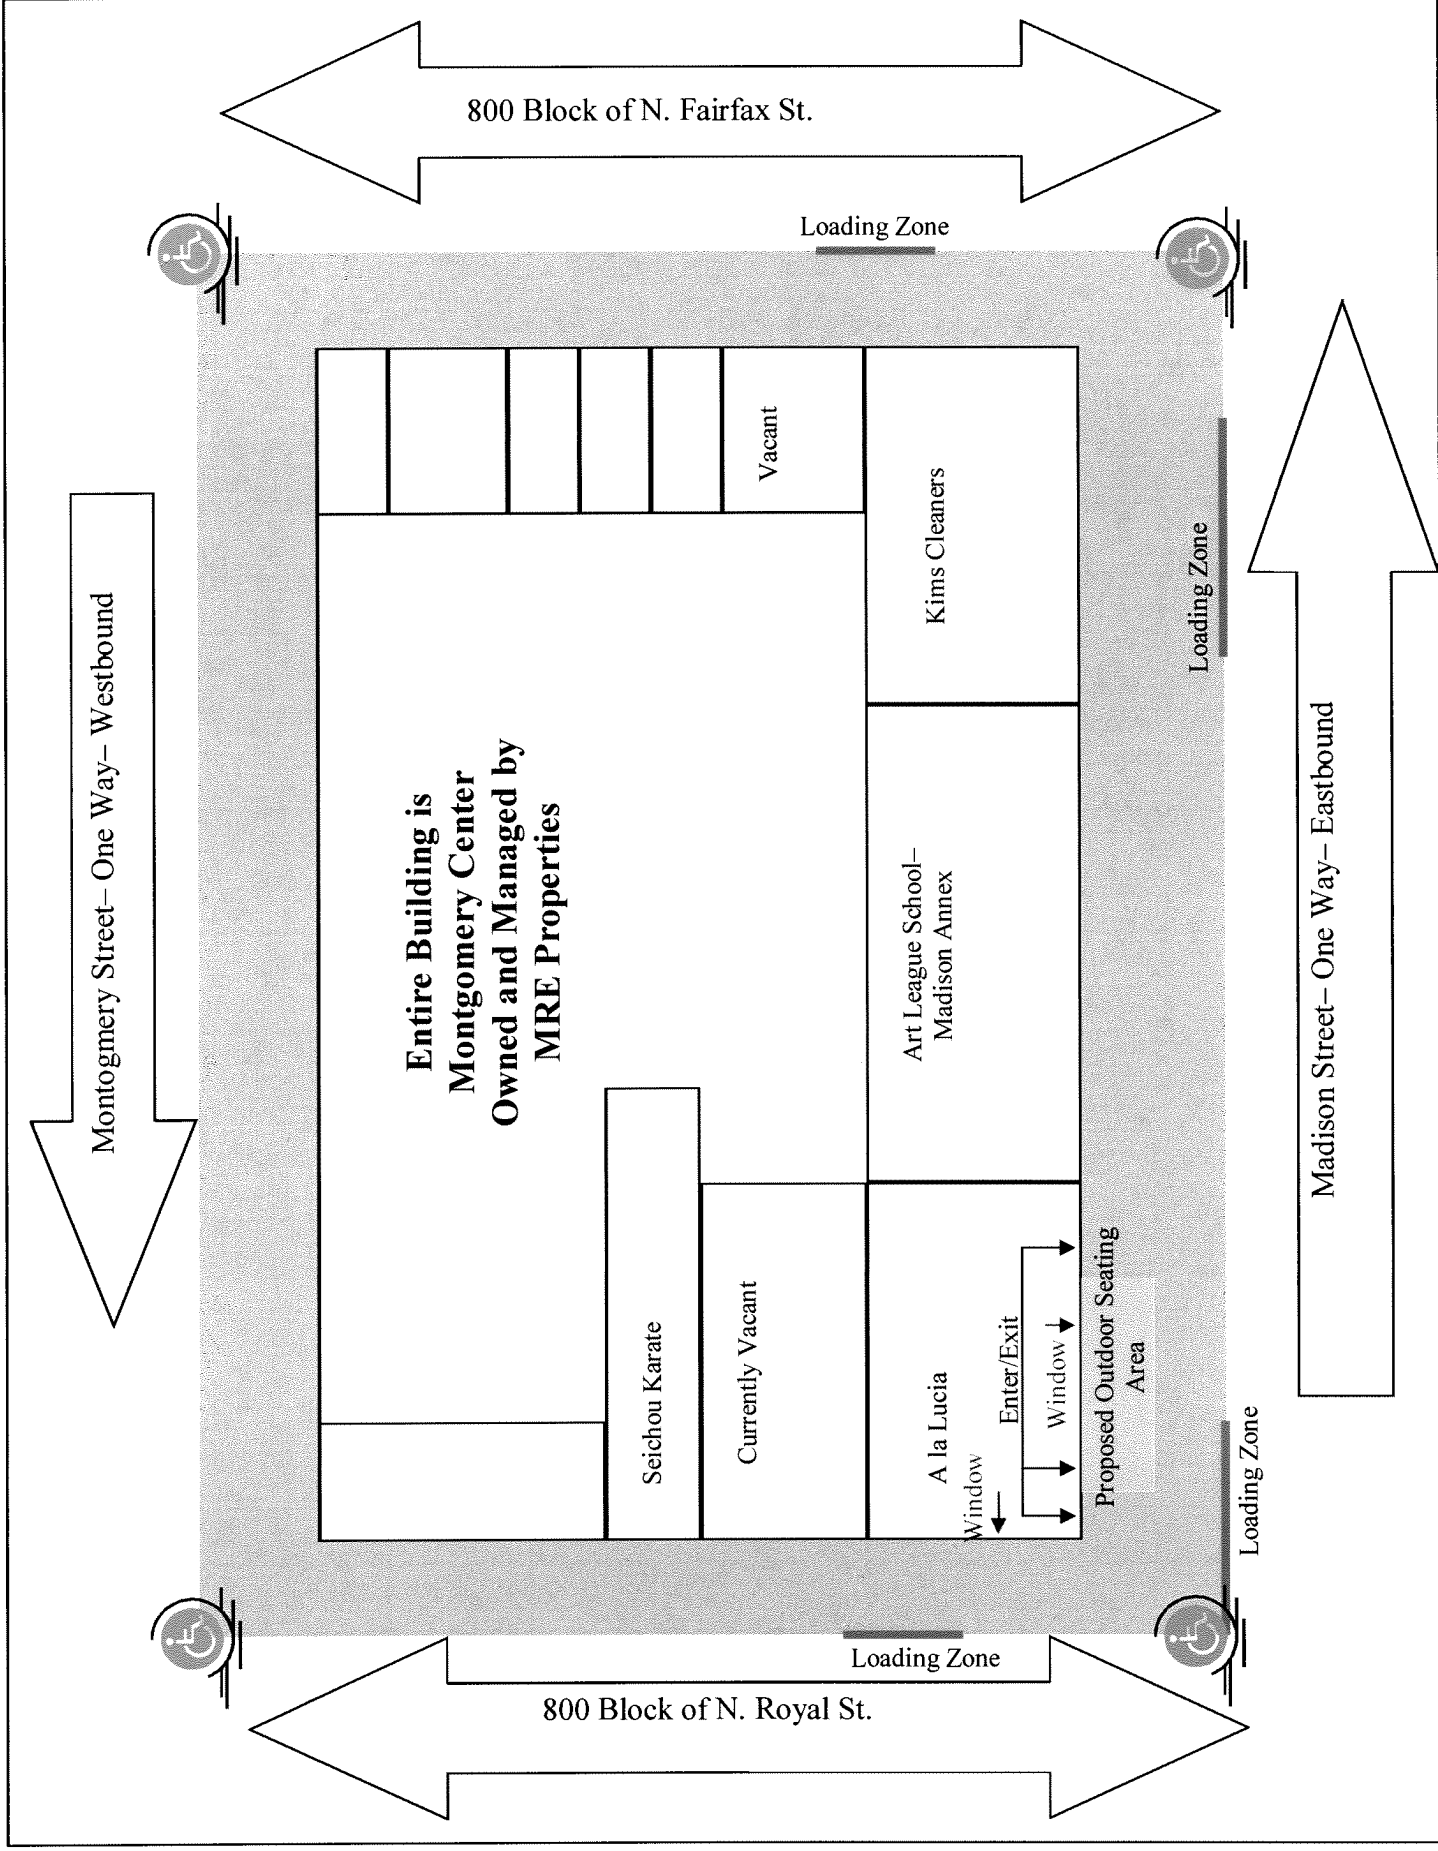 800 Block of N. Fairfax St.
Montogmery Street– One Way– Westbound
Loading Zone
Vacant
Kims Cleaners
Loading Zone
Entire Building is
Montgomery Center
Owned and Managed by
MRE Properties
Art League School–
Madison Annex
Madison Street– One Way– Eastbound
Seichou Karate
Currently Vacant
A la Lucia
Window
Enter/Exit
Window
Proposed Outdoor Seating
Area
Loading Zone
Loading Zone
800 Block of N. Royal St.